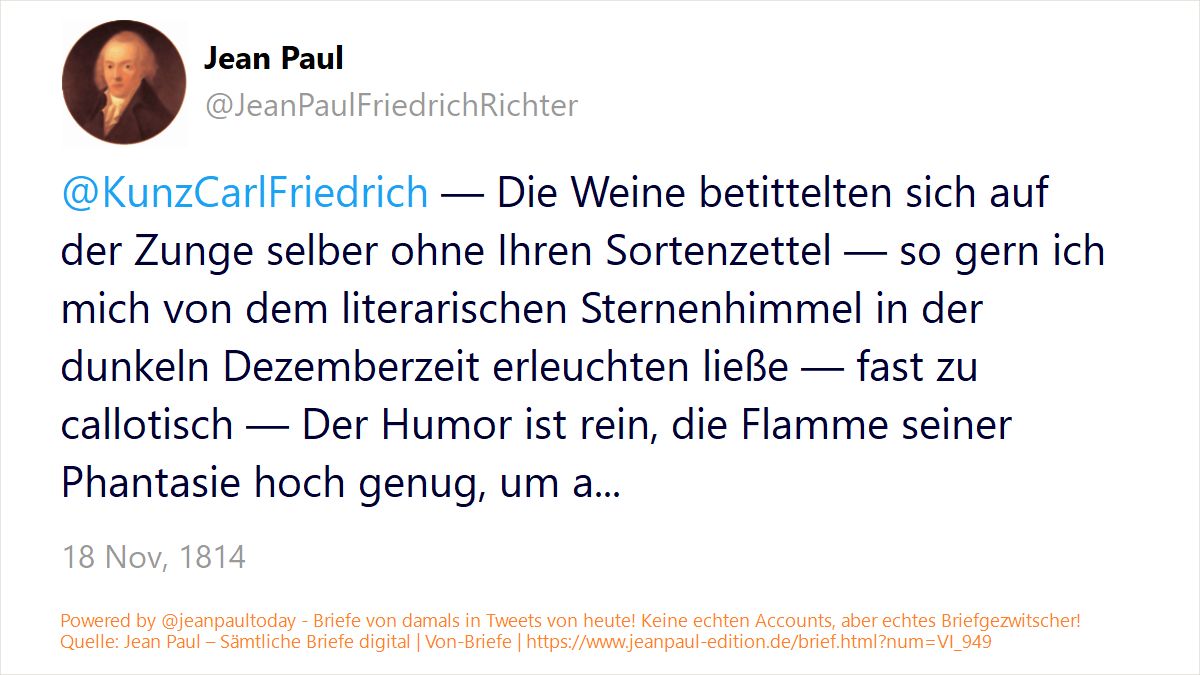 Jean Paul
@JeanPaulFriedrichRichter
@KunzCarlFriedrich — Die Weine betittelten sich auf
der Zunge selber ohne Ihren Sortenzettel — so gern ich
mich von dem literarischen Sternenhimmel in der
dunkeln Dezemberzeit erleuchten ließe — fast zu
callotisch — Der Humor ist rein, die Flamme seiner
Phantasie hoch genug, um a...
18 Nov, 1814
Powered by @jeanpaultoday - Briefe von damals in Tweets von heute! Keine echten Accounts, aber echtes Briefgezwitscher!
Quelle: Jean Paul – Sämtliche Briefe digital | Von-Briefe | https://www.jeanpaul-edition.de/brief.html?num=VI_949